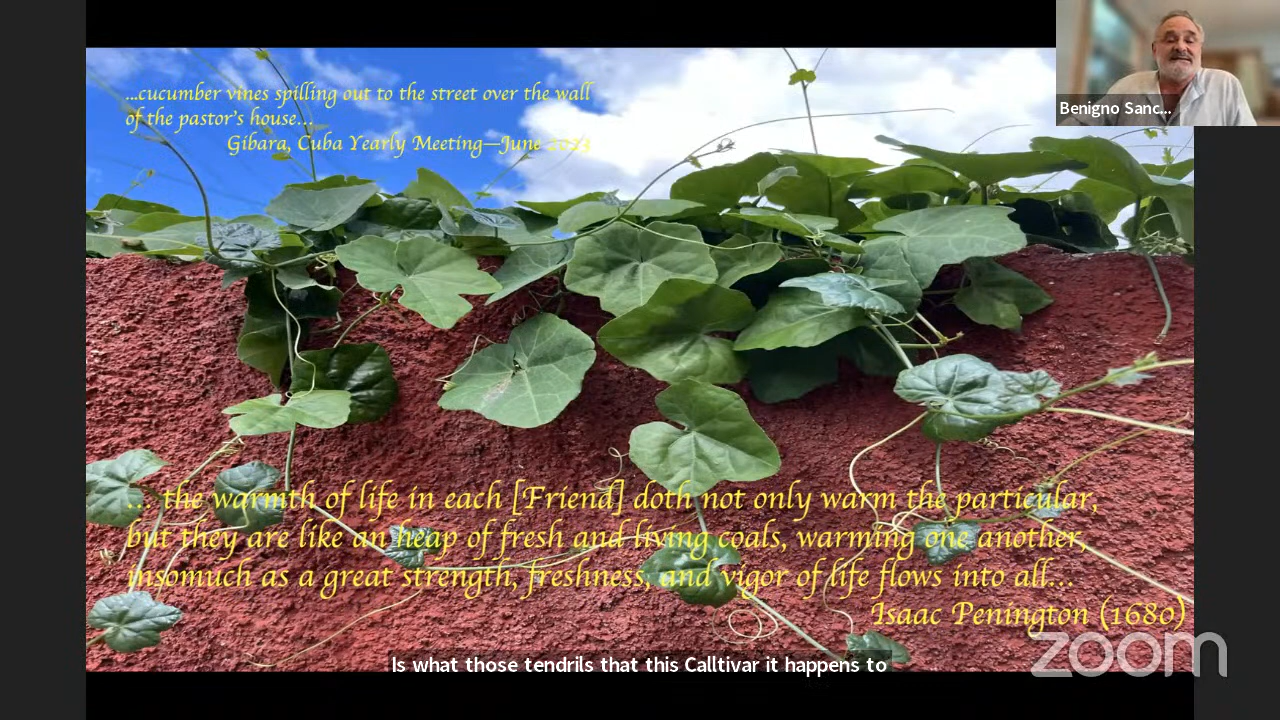 ...cucumber vines spilling out to the street over the wall
of the pastor's house...
Gibara, Cuba Yearly Meeting—June 2023
Benigno Sanc...
... the warmth of life in each [Friend] doth not only warm the particular,
but they are like an heap of fresh and living coals, warming one another,
insomuch as a great strength, freshness, and vigor of life flows into all...
Isaac Penington (1680)
zoom
Is what those tendrils that this Calltivar it happens to